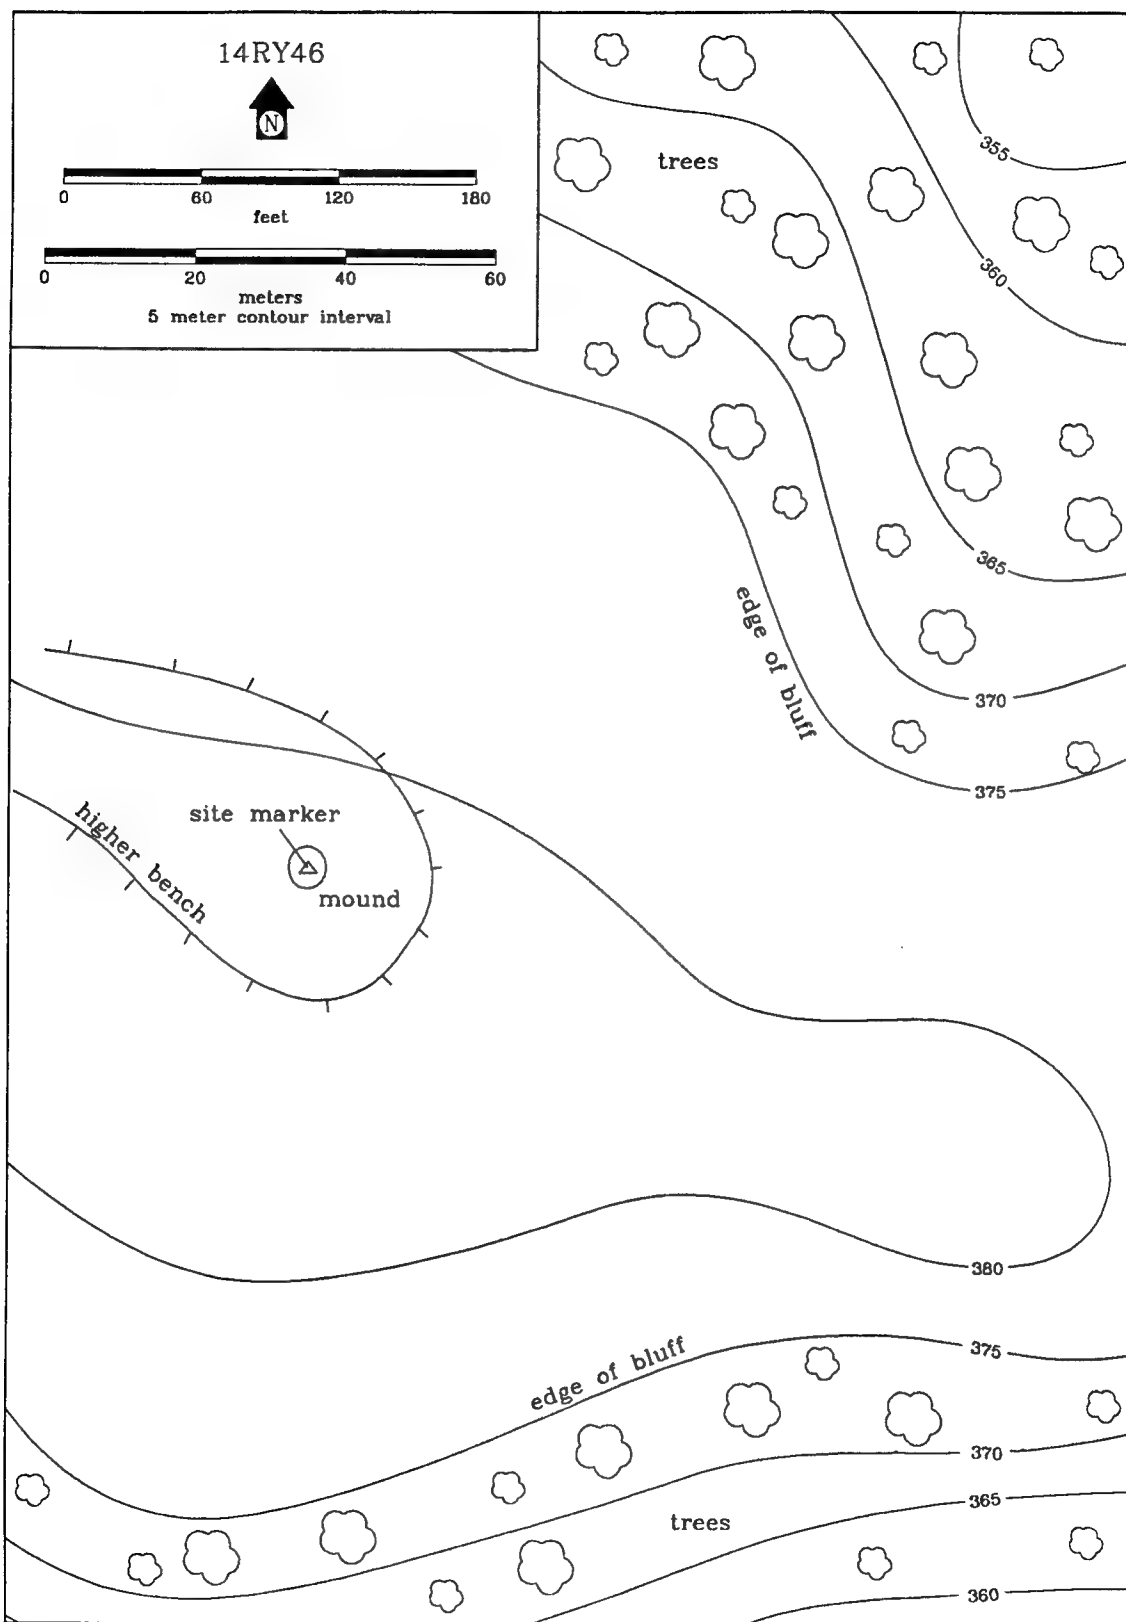 14RY46
N
0 60 120 180
feet
0 20 40 60
meters
5 meter contour interval
trees
355
360
365
edge of bluff
370
375
higher bench
site marker
mound
380
edge of bluff
375
370
365
trees
360